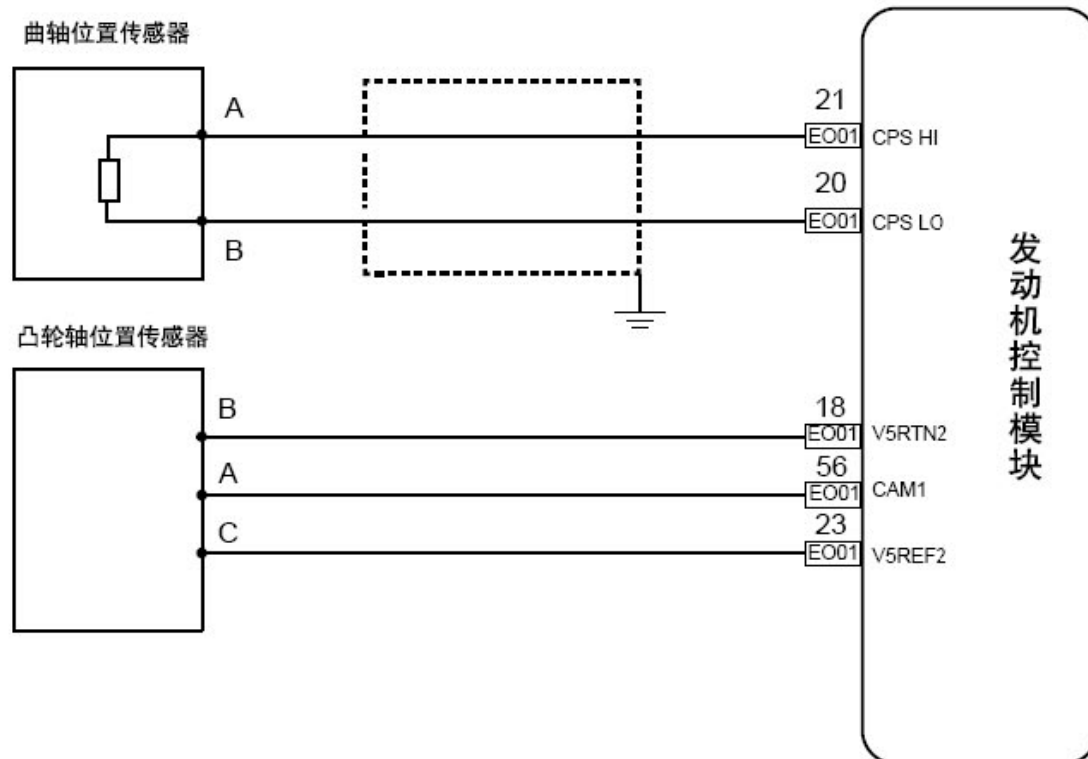 曲轴位置传感器
A
21
EO01 CPS HI
20
EO01 CPS LO
B
凸轮轴位置传感器
B
18
EO01 V5RTN2
A
56
EO01 CAM1
C
23
EO01 V5REF2
发动机控制模块